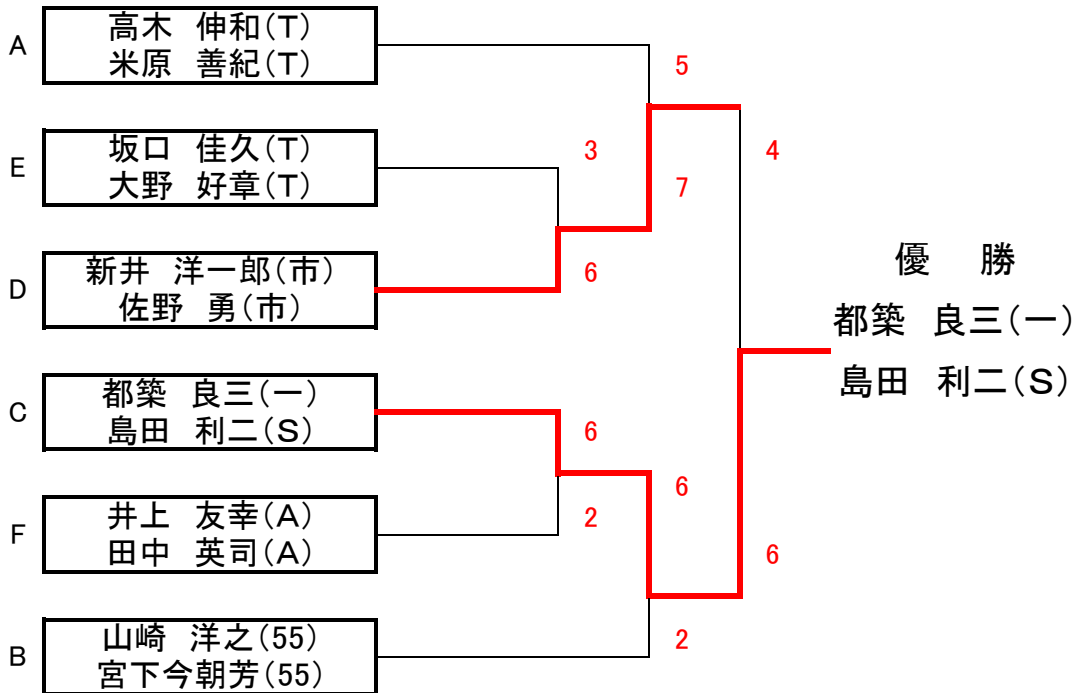 A
高木 伸和(T)
米原 善紀(T)
5
E
坂口 佳久(T)
大野 好章(T)
3
4
7
D
新井 洋一郎(市)
佐野 勇(市)
6
優 勝
都築 良三(一)
島田 利二(S)
C
都築 良三(一)
島田 利二(S)
6
6
F
井上 友幸(A)
田中 英司(A)
2
6
B
山崎 洋之(55)
宮下今朝芳(55)
2